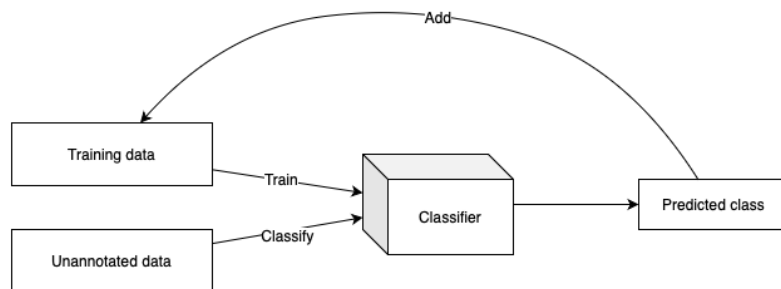 Add
Training data
Train
Classifier
Predicted class
Classify
Unannotated data